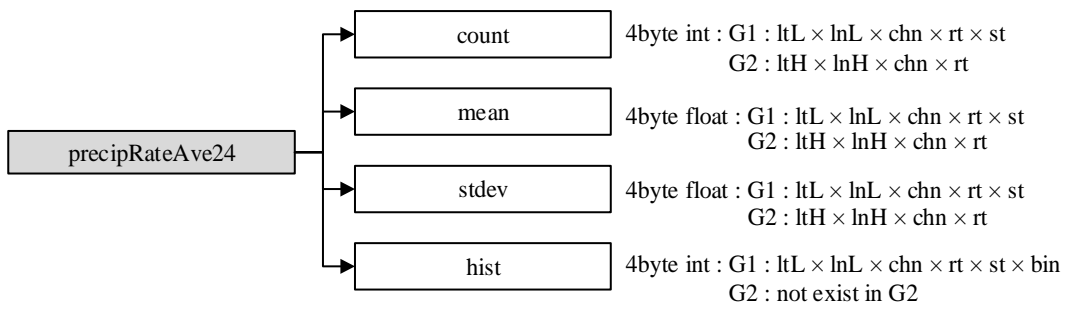 count
4byte int : G1 : ltL × lnL × chn × rt × st
G2 : ltH × lnH × chn × rt
mean
4byte float : G1 : ltL × lnL × chn × rt × st
G2 : ltH × lnH × chn × rt
precipRateAve24
stdev
4byte float : G1 : ltL × lnL × chn × rt × st
G2 : ltH × lnH × chn × rt
hist
4byte int : G1 : ltL × lnL × chn × rt × st × bin
G2 : not exist in G2